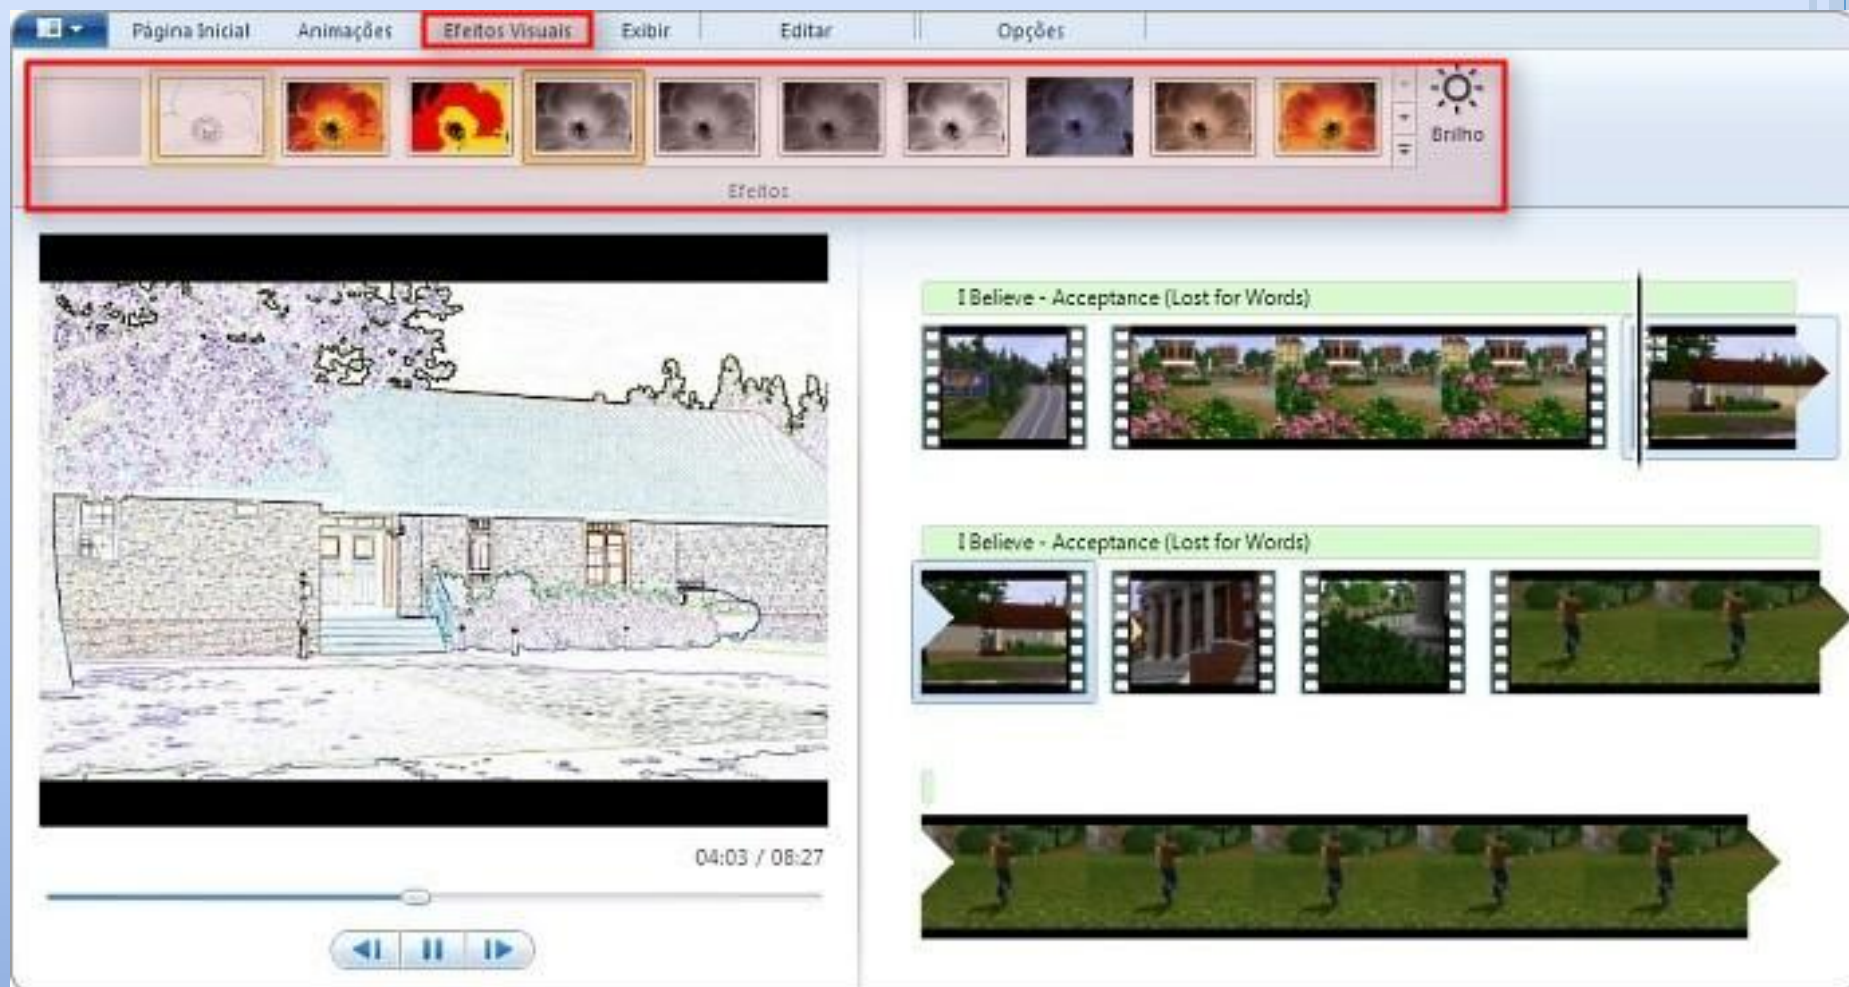 Página Inicial Animações Efeitos Visuais Exibir Editar Opções
Brilho
Efeitos
I Believe - Acceptance (Lost for Words)
I Believe - Acceptance (Lost for Words)
04:03 / 08:27